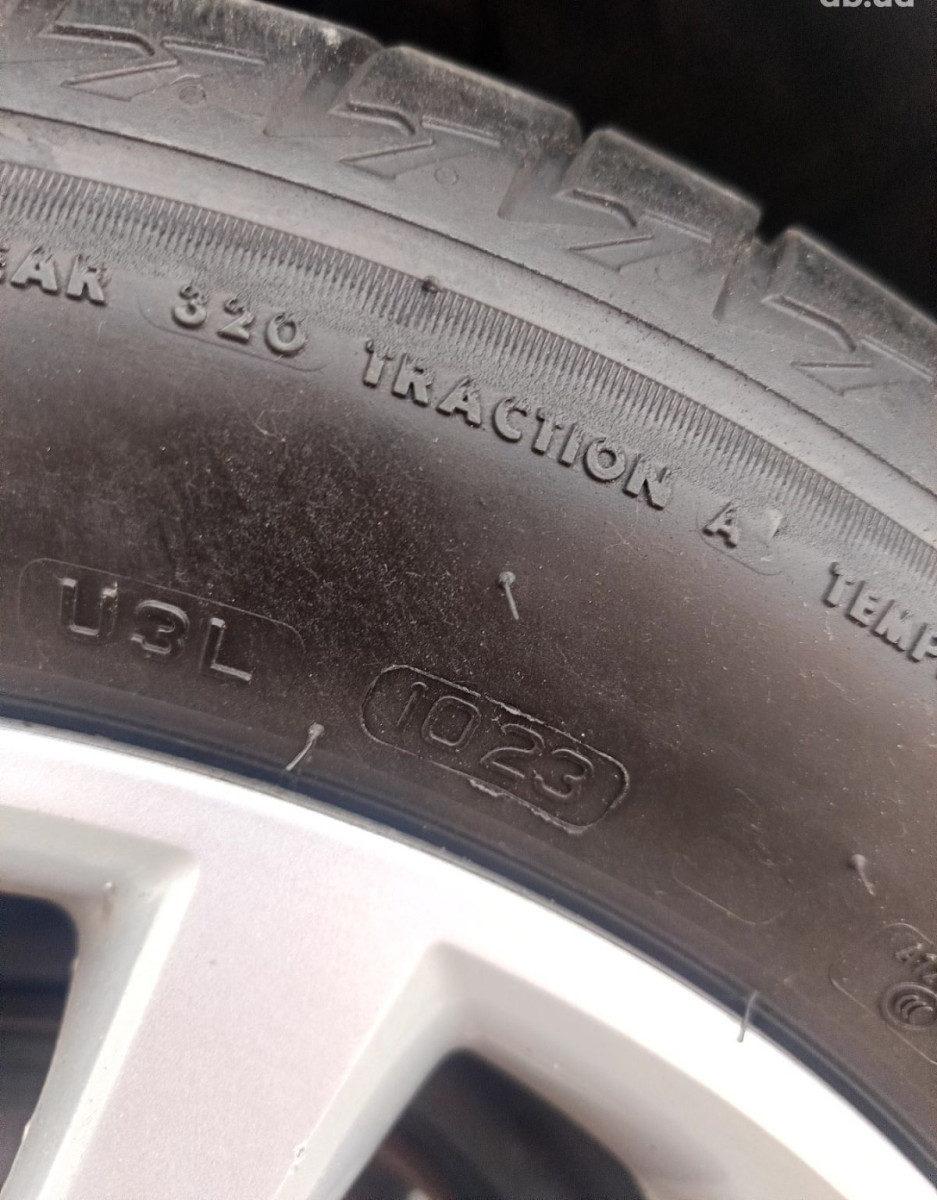 EAR 320 TRACTION A TEMP
U3L
1023